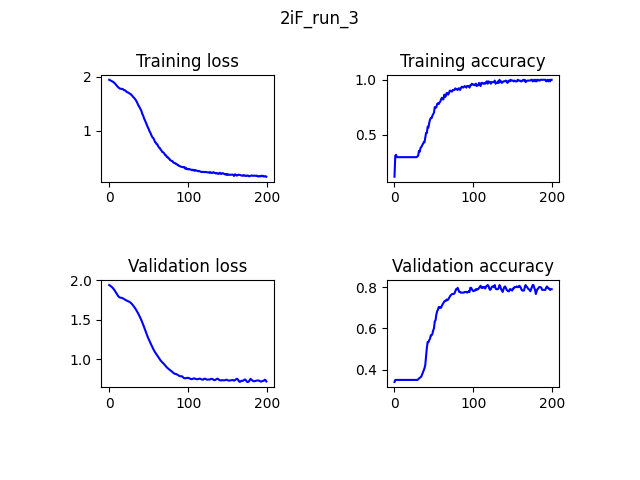 2iF_run_3
Training loss
Training accuracy
2
1
0 100 200
1.0
0.5
0 100 200
Validation loss
Validation accuracy
2.0
1.5
1.0
0 100 200
0.8
0.6
0.4
0 100 200